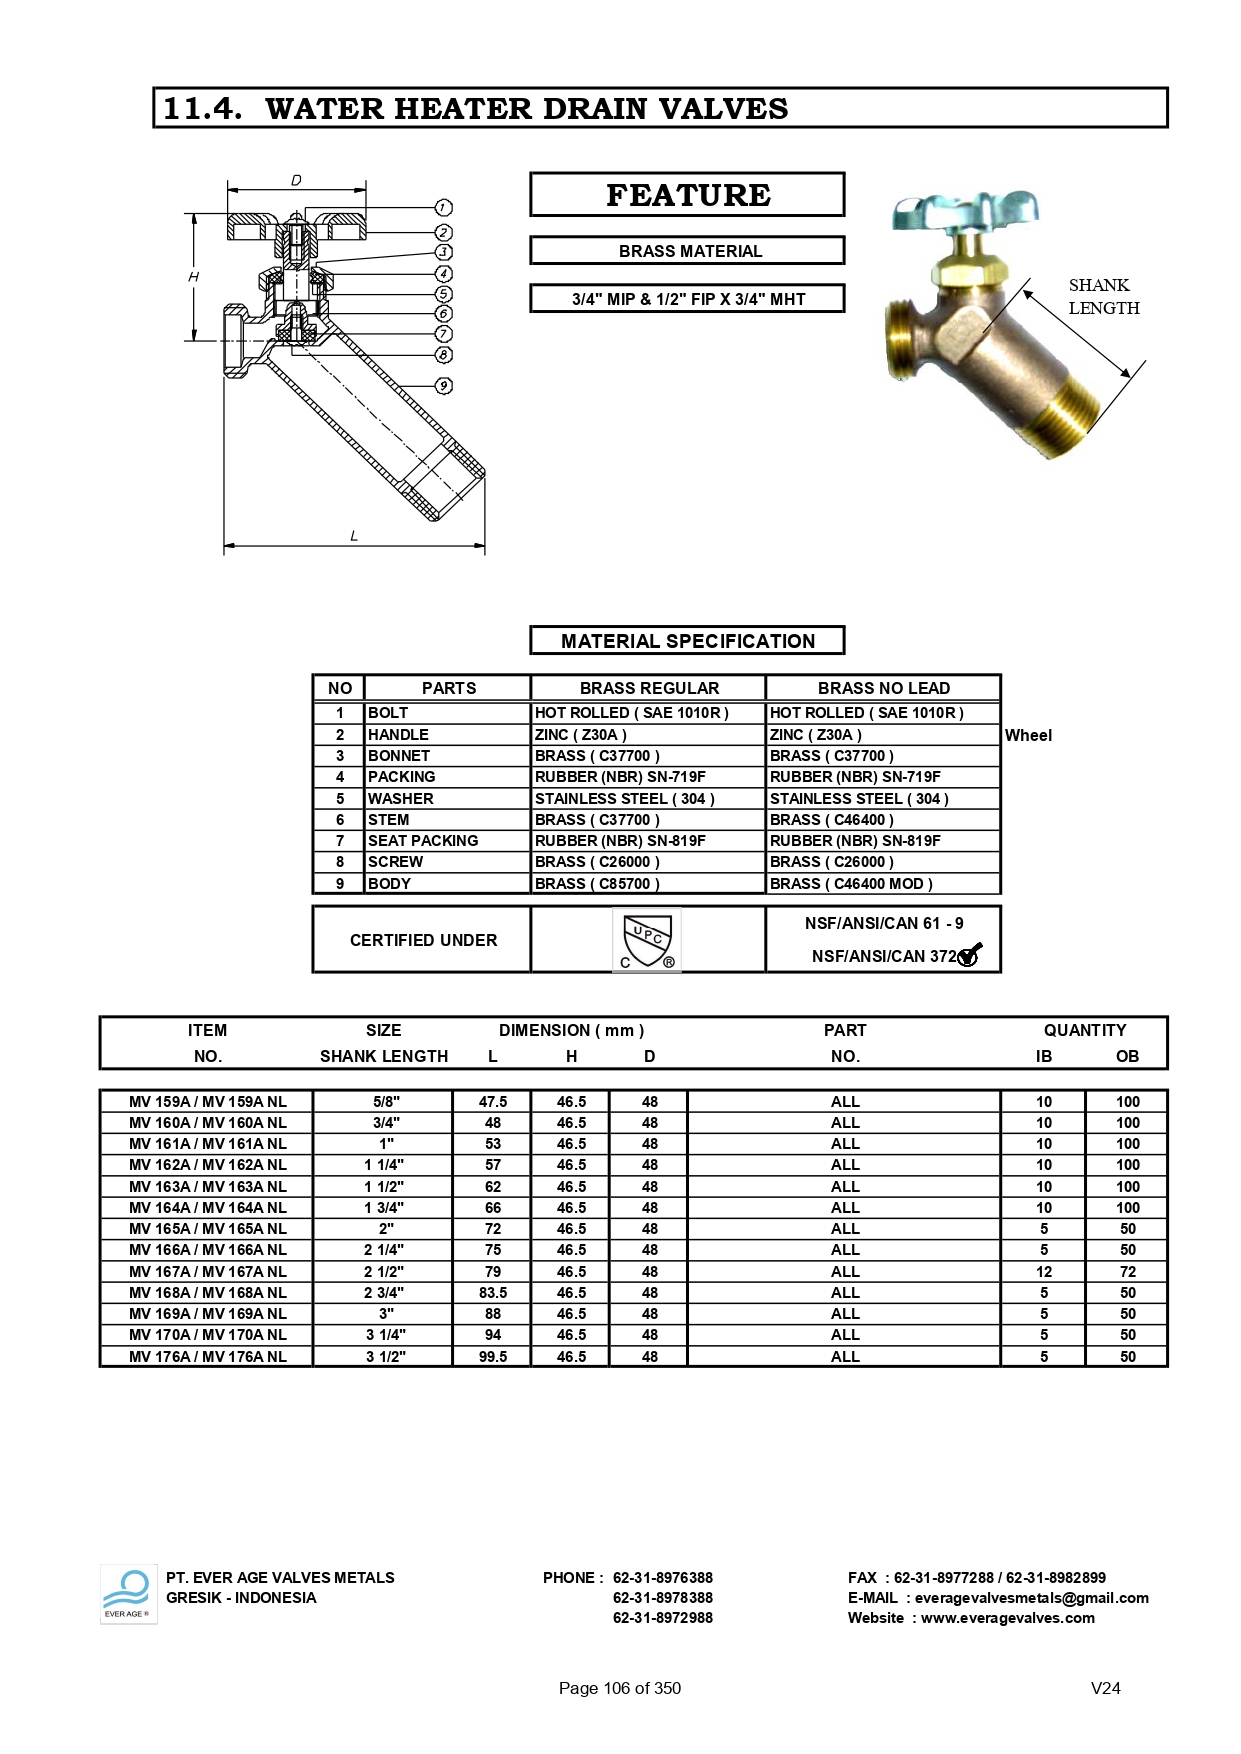 11.4. WATER HEATER DRAIN VALVES
D
H
L
1
2
3
4
5
6
7
8
9
FEATURE
BRASS MATERIAL
3/4" MIP & 1/2" FIP X 3/4" MHT
SHANK
LENGTH
MATERIAL SPECIFICATION
NO PARTS BRASS REGULAR BRASS NO LEAD
1 BOLT HOT ROLLED ( SAE 1010R ) HOT ROLLED ( SAE 1010R )
2 HANDLE ZINC ( Z30A ) ZINC ( Z30A ) Wheel
3 BONNET BRASS ( C37700 ) BRASS ( C37700 )
4 PACKING RUBBER (NBR) SN-719F RUBBER (NBR) SN-719F
5 WASHER STAINLESS STEEL ( 304 ) STAINLESS STEEL ( 304 )
6 STEM BRASS ( C37700 ) BRASS ( C46400 )
7 SEAT PACKING RUBBER (NBR) SN-819F RUBBER (NBR) SN-819F
8 SCREW BRASS ( C26000 ) BRASS ( C26000 )
9 BODY BRASS ( C85700 ) BRASS ( C46400 MOD )
CERTIFIED UNDER
UPC
C ®
NSF/ANSI/CAN 61 - 9
NSF/ANSI/CAN 372
ITEM SIZE DIMENSION ( mm ) PART QUANTITY
NO. SHANK LENGTH L H D NO. IB OB
MV 159A / MV 159A NL 5/8" 47.5 46.5 48 ALL 10 100
MV 160A / MV 160A NL 3/4" 48 46.5 48 ALL 10 100
MV 161A / MV 161A NL 1" 53 46.5 48 ALL 10 100
MV 162A / MV 162A NL 1 1/4" 57 46.5 48 ALL 10 100
MV 163A / MV 163A NL 1 1/2" 62 46.5 48 ALL 10 100
MV 164A / MV 164A NL 1 3/4" 66 46.5 48 ALL 10 100
MV 165A / MV 165A NL 2" 72 46.5 48 ALL 5 50
MV 166A / MV 166A NL 2 1/4" 75 46.5 48 ALL 5 50
MV 167A / MV 167A NL 2 1/2" 79 46.5 48 ALL 12 72
MV 168A / MV 168A NL 2 3/4" 83.5 46.5 48 ALL 5 50
MV 169A / MV 169A NL 3" 88 46.5 48 ALL 5 50
MV 170A / MV 170A NL 3 1/4" 94 46.5 48 ALL 5 50
MV 176A / MV 176A NL 3 1/2" 99.5 46.5 48 ALL 5 50
EVER AGE ®
PT. EVER AGE VALVES METALS PHONE : 62-31-8976388 FAX : 62-31-8977288 / 62-31-8982899
GRESIK - INDONESIA 62-31-8978388 E-MAIL : everagevalvesmetals@gmail.com
62-31-8972988 Website : www.everagevalves.com
Page 106 of 350 V24